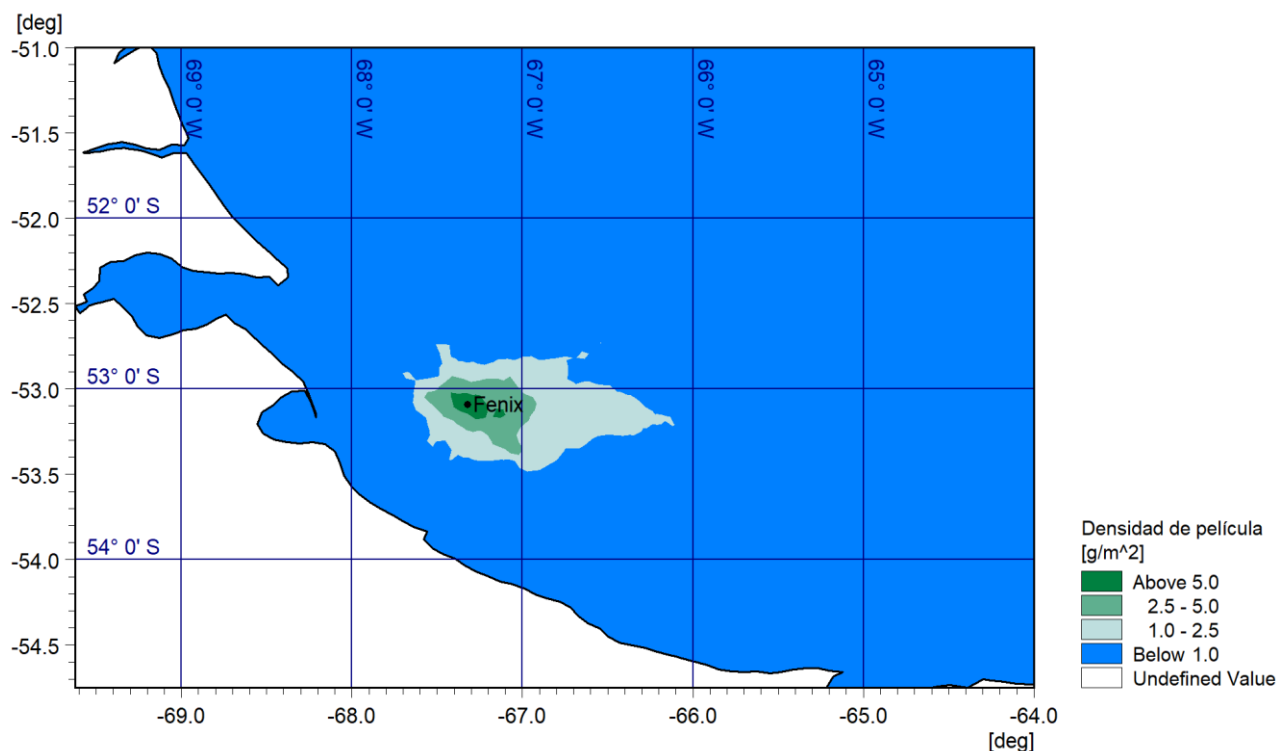 [deg]
-51.0
-51.5
-52.0
-52.5
-53.0
-53.5
-54.0
-54.5
69° 0' W
68° 0' W
67° 0' W
66° 0' W
65° 0' W
52° 0' S
53° 0' S
54° 0' S
Fenix
-69.0
-68.0
-67.0
-66.0
-65.0
-64.0
[deg]
Densidad de película
[g/m^2]
Above 5.0
2.5 - 5.0
1.0 - 2.5
Below 1.0
Undefined Value